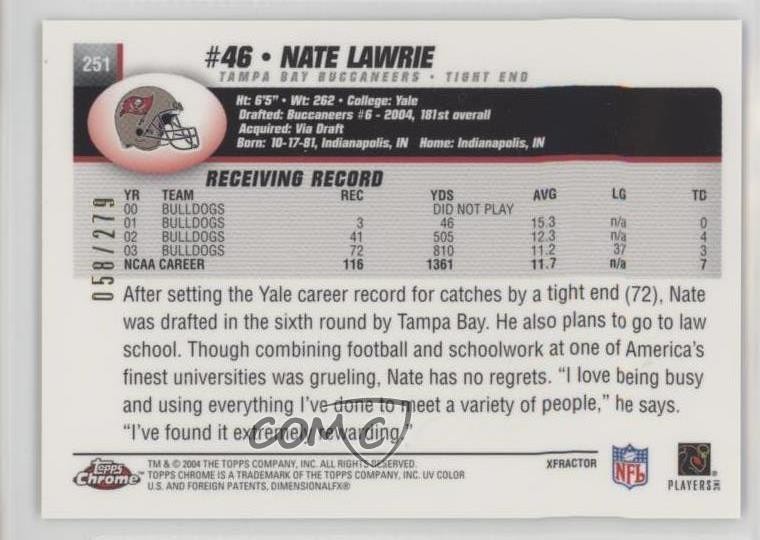 251
#46 • NATE LAWRIE
TAMPA BAY BUCCANEERS • TIGHT END
Ht: 6'5" • Wt: 262 • College: Yale
Drafted: Buccaneers #6 - 2004, 181st overall
Acquired: Via Draft
Born: 10-17-81, Indianapolis, IN Home: Indianapolis, IN
RECEIVING RECORD
YR TEAM REC YDS AVG LG TD
00 BULLDOGS DID NOT PLAY
01 BULLDOGS 3 46 15.3 n/a 0
02 BULLDOGS 41 505 12.3 n/a 4
03 BULLDOGS 72 810 11.2 37 3
NCAA CAREER 116 1361 11.7 n/a 7
058/279
After setting the Yale career record for catches by a tight end (72), Nate
was drafted in the sixth round by Tampa Bay. He also plans to go to law
school. Though combining football and schoolwork at one of America's
finest universities was grueling, Nate has no regrets. "I love being busy
and using everything I've done to meet a variety of people," he says.
"I've found it extremely rewarding."
COMC
Topps
Chrome
TM & © 2004 THE TOPPS COMPANY, INC. ALL RIGHTS RESERVED.
TOPPS CHROME IS A TRADEMARK OF THE TOPPS COMPANY, INC. UV COLOR
U.S. AND FOREIGN PATENTS, DIMENSIONALFX®
XFRACTOR
NFL
PLAYERS INC